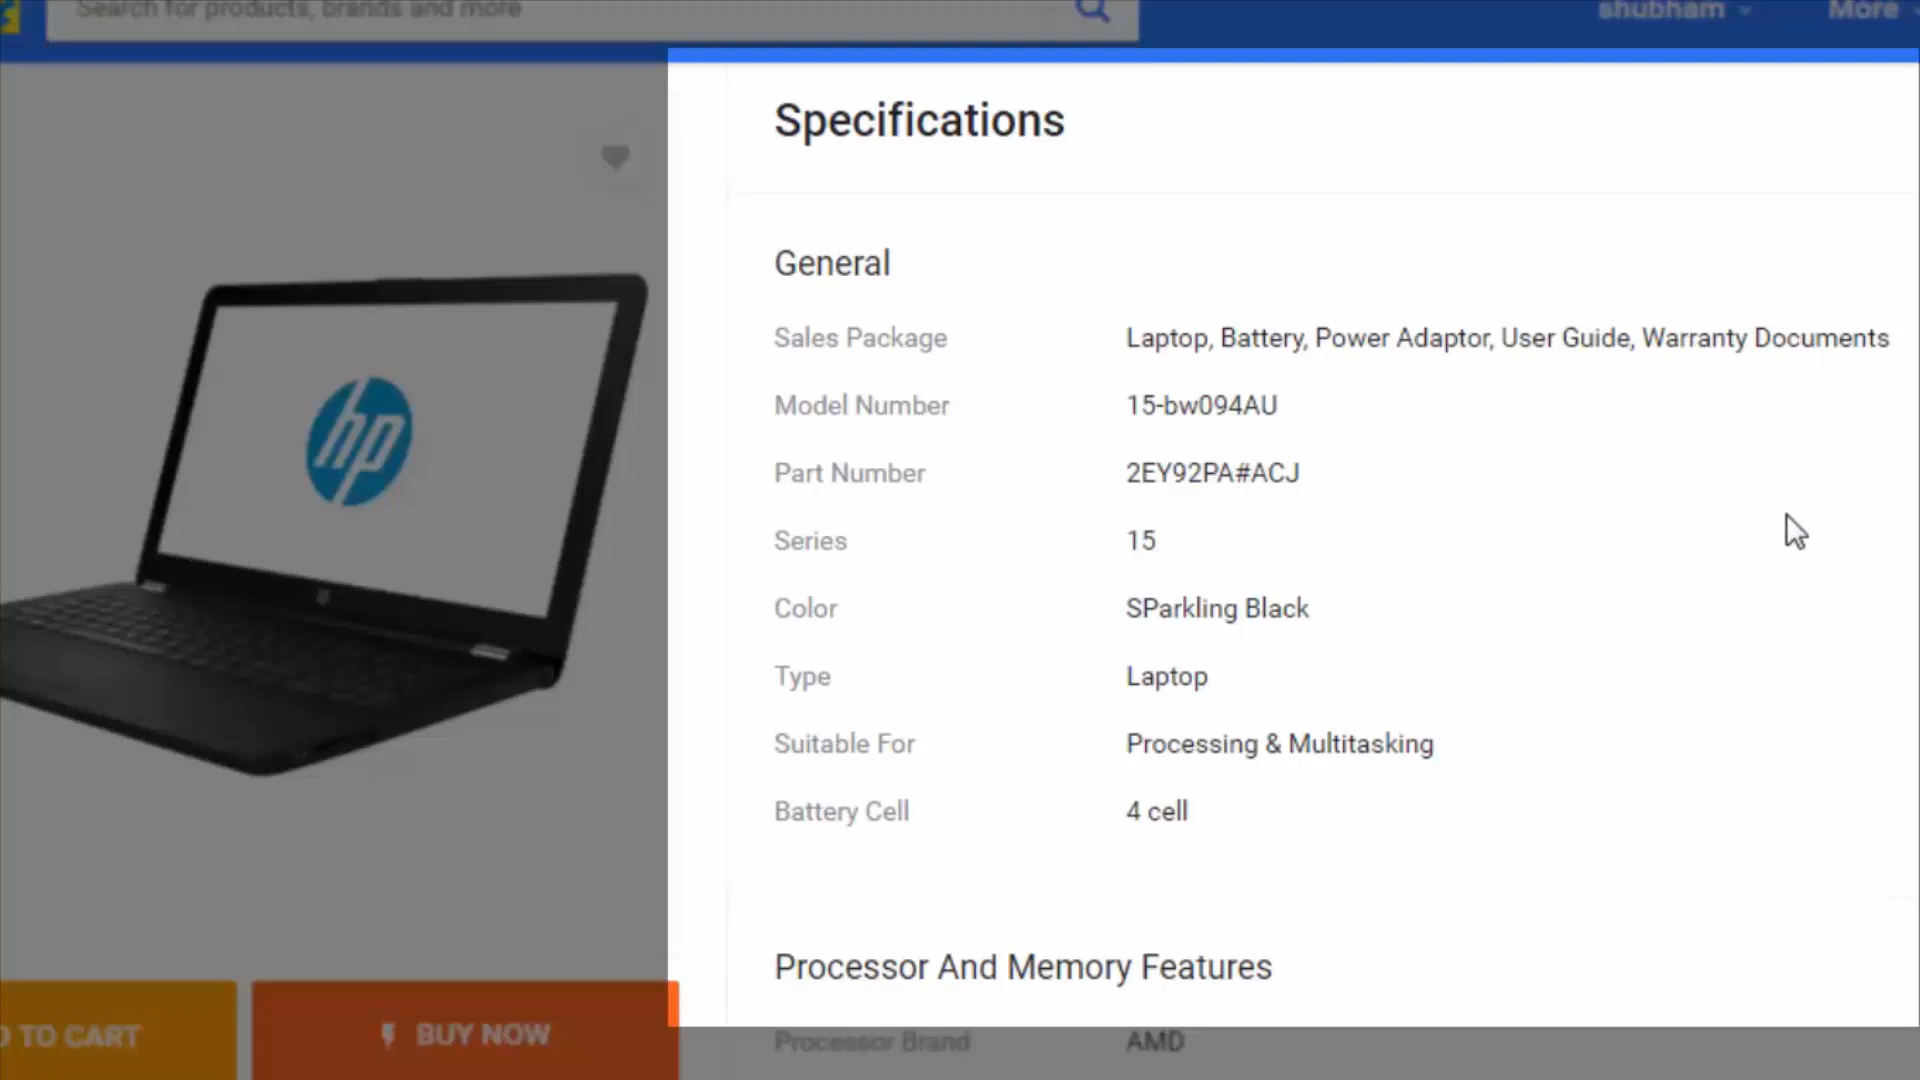 Search for products, brands and more
shubham
More
Specifications
General
Sales Package Laptop, Battery, Power Adaptor, User Guide, Warranty Documents
Model Number 15-bw094AU
Part Number 2EY92PA#ACJ
Series 15
Color SParkling Black
Type Laptop
Suitable For Processing & Multitasking
Battery Cell 4 cell
Processor And Memory Features
Processor Brand AMD
hp
TO CART
BUY NOW